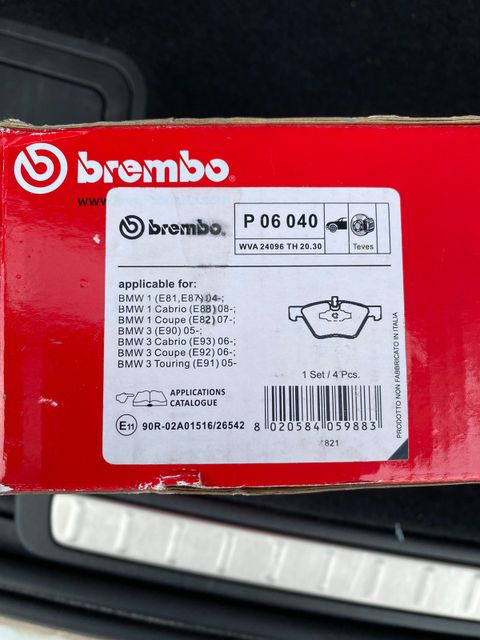 brembo
www.
brembo.
P 06 040
WVA 24096 TH 20.30
Teves
applicable for:
BMW 1 (E81,E87) 04-;
BMW 1 Cabrio (E88) 08-;
BMW 1 Coupe (E82) 07-;
BMW 3 (E90) 05-;
BMW 3 Cabrio (E93) 06-;
BMW 3 Coupe (E92) 06-;
BMW 3 Touring (E91) 05-
1 Set / 4 Pcs.
APPLICATIONS
CATALOGUE
E11 90R-02A01516/26542
8 020584 059883
1821
PRODOTTO NON FABBRICATO IN ITALIA